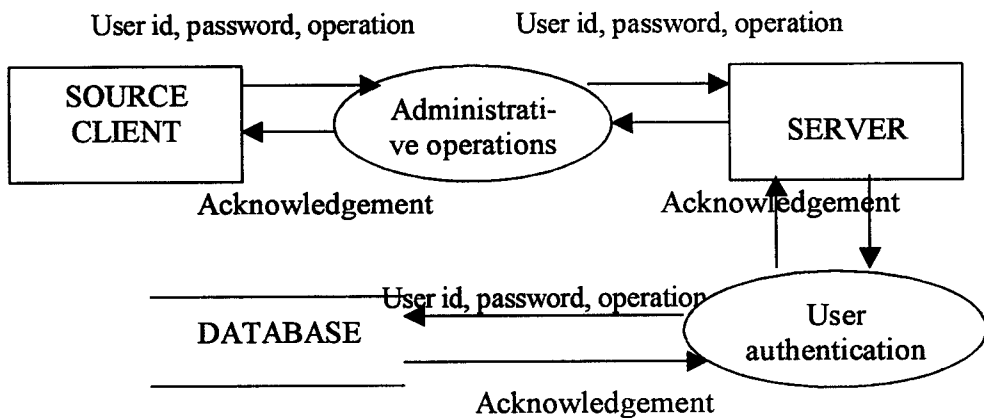 User id, password, operation
User id, password, operation
SOURCE
CLIENT
Administrati-
ve operations
SERVER
Acknowledgement
Acknowledgement
User id, password, operation
DATABASE
User
authentication
Acknowledgement